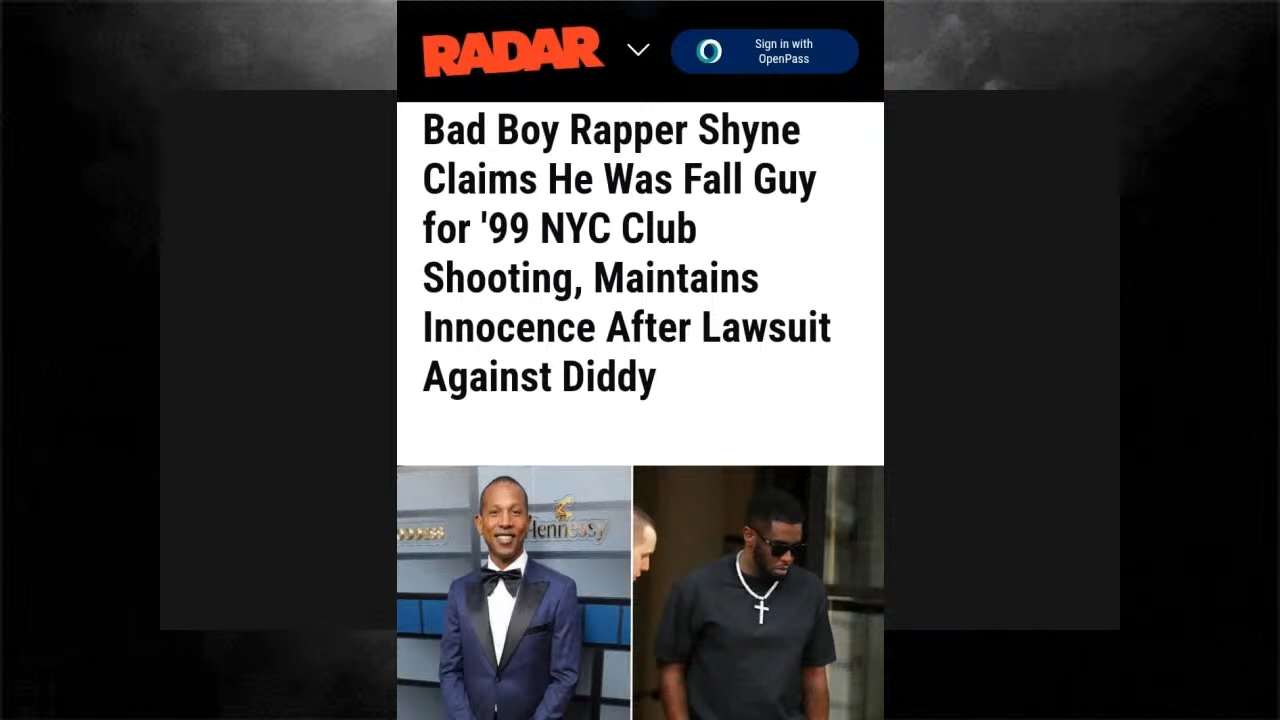 RADAR
Sign in with
OpenPass
Bad Boy Rapper Shyne
Claims He Was Fall Guy
for '99 NYC Club
Shooting, Maintains
Innocence After Lawsuit
Against Diddy
Hennessy